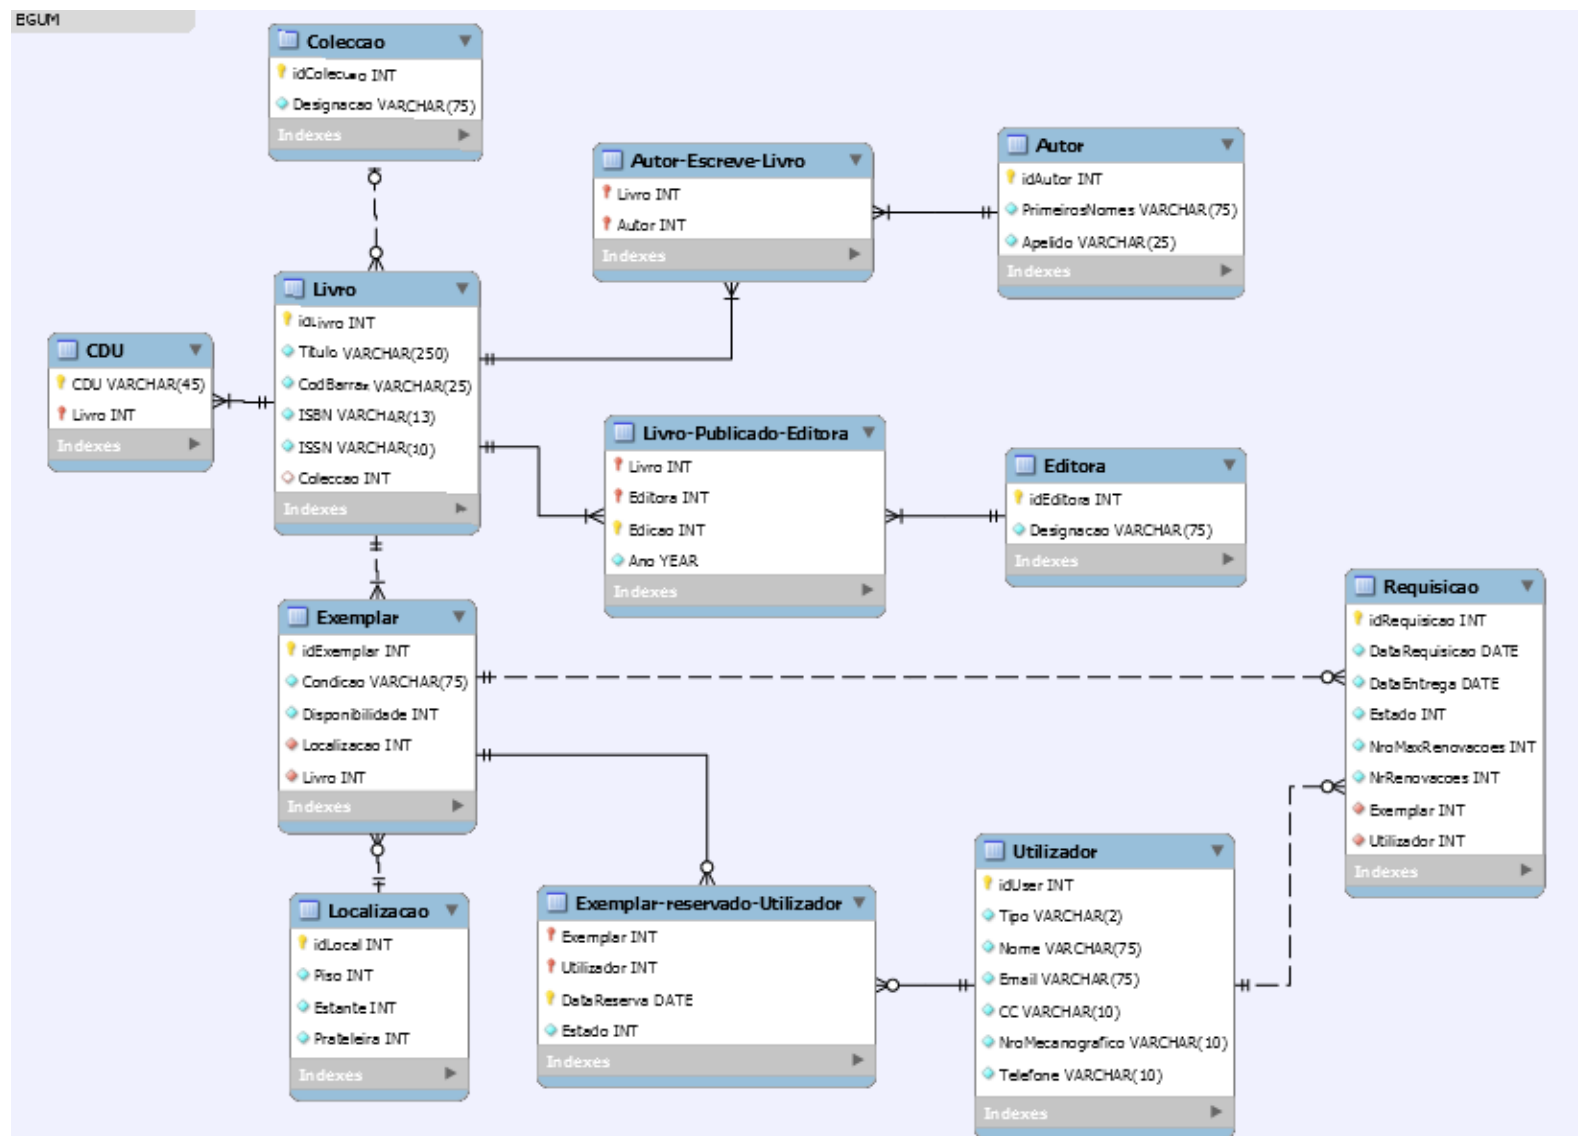 BGUM
Coleccao
Designacao VARCHAR(75)
Indexes
Autor-Escreve-Livro
Livro INT
Autor INT
Indexes
Autor
idAutor INT
PrimeirosNomes VARCHAR(75)
Apelido VARCHAR(25)
Indexes
Livro
idLivro INT
Título VARCHAR(250)
CodBarras VARCHAR(25)
ISBN VARCHAR(13)
ISSN VARCHAR(10)
Coleccao INT
Indexes
CDU
CDU VARCHAR(45)
Livro INT
Indexes
Livro-Publicado-Editora
Livro INT
Editora INT
Edicao INT
Ano YEAR
Indexes
Editora
idEditora INT
Designacao VARCHAR(75)
Indexes
Exemplar
idExemplar INT
Condicao VARCHAR(75)
Disponibilidade INT
Localizacao INT
Livro INT
Indexes
Requisicao
idRequisicao INT
DataRequisicao DATE
DataEntrega DATE
Estado INT
NroMaxRenovacoes INT
NrRenovacoes INT
Exemplar INT
Utilizador INT
Indexes
Localizacao
idLocal INT
Piso INT
Estante INT
Prateleira INT
Indexes
Exemplar-reservado-Utilizador
Exemplar INT
Utilizador INT
DataReserva DATE
Estado INT
Indexes
Utilizador
idUser INT
Tipo VARCHAR(2)
Nome VARCHAR(75)
Email VARCHAR(75)
CC VARCHAR(10)
NroMecanografico VARCHAR(10)
Telefone VARCHAR(10)
Indexes